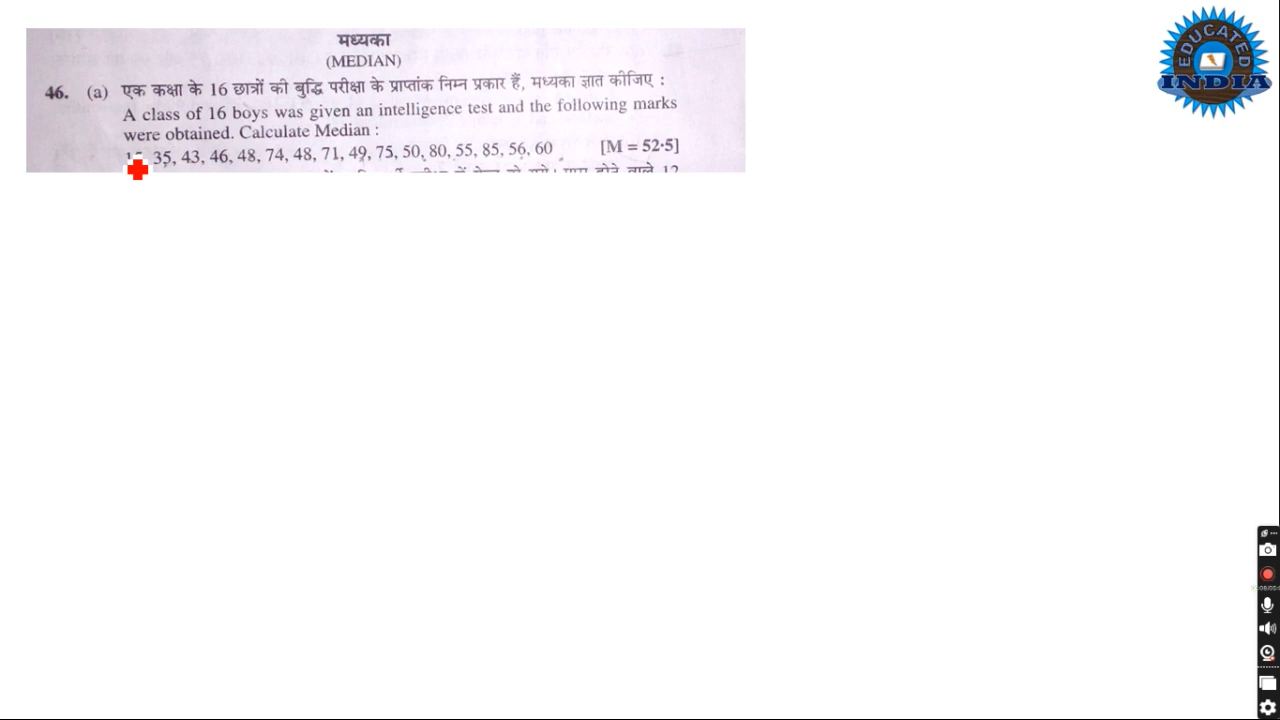 मध्यका
(MEDIAN)
46. (a) एक कक्षा के 16 छात्रों की बुद्धि परीक्षा के प्राप्तांक निम्न प्रकार हैं, मध्यका ज्ञात कीजिए :
A class of 16 boys was given an intelligence test and the following marks
were obtained. Calculate Median :
35, 43, 46, 48, 74, 48, 71, 49, 75, 50, 80, 55, 85, 56, 60 [M = 52·5]
EDUCATED
INDIA